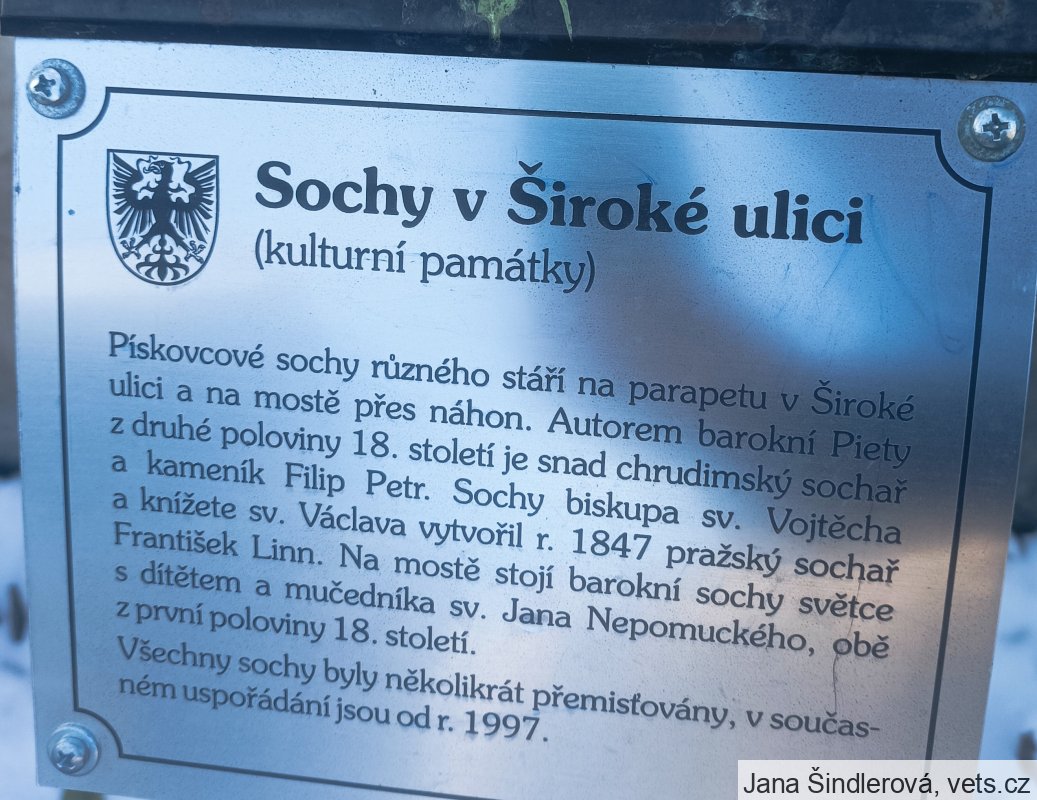 Sochy v Široké ulici
(kulturní památky)
Pískovcové sochy různého stáří na parapetu v Široké
ulici a na mostě přes náhon. Autorem barokní Piety
z druhé poloviny 18. století je snad chrudimský sochař
a kameník Filip Petr. Sochy biskupa sv. Vojtěcha
a knížete sv. Václava vytvořil r. 1847 pražský sochař
František Linn. Na mostě stojí barokní sochy světce
s dítětem a mučedníka sv. Jana Nepomuckého, obě
z první poloviny 18. století.
Všechny sochy byly několikrát přemisťovány, v součas-
ném uspořádání jsou od r. 1997.
Jana Šindlerová, vets.cz